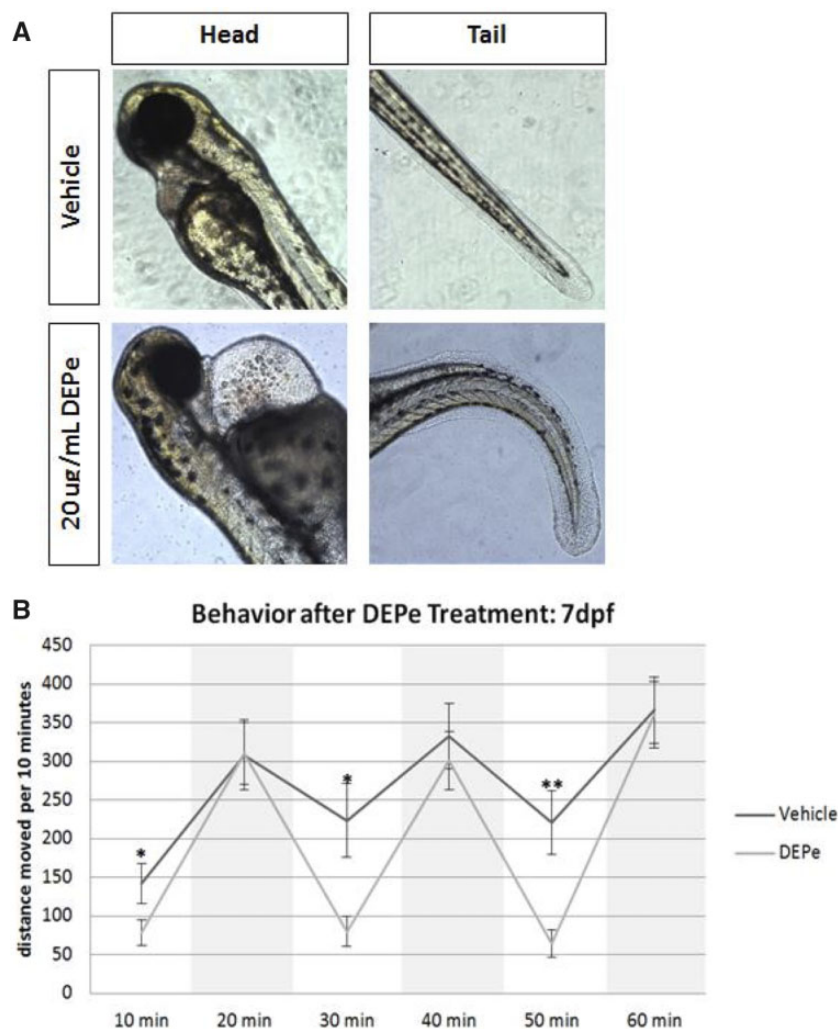 A
Head
Tail
Vehicle
20 ug/mL DEPe
B
Behavior after DEPe Treatment: 7dpf
distance moved per 10 minutes
450
400
350
300
250
200
150
100
50
0
*
*
**
10 min
20 min
30 min
40 min
50 min
60 min
Vehicle
DEPe